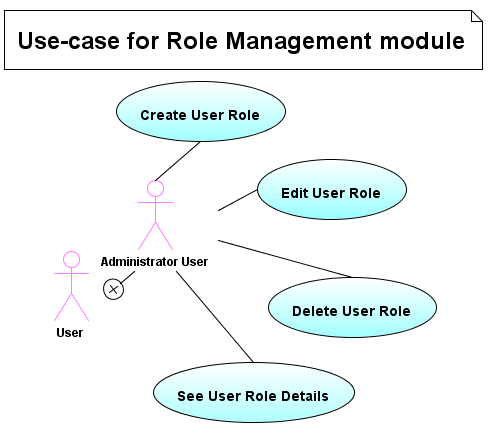 Use-case for Role Management module
Create User Role
Edit User Role
Administrator User
Delete User Role
User
See User Role Details